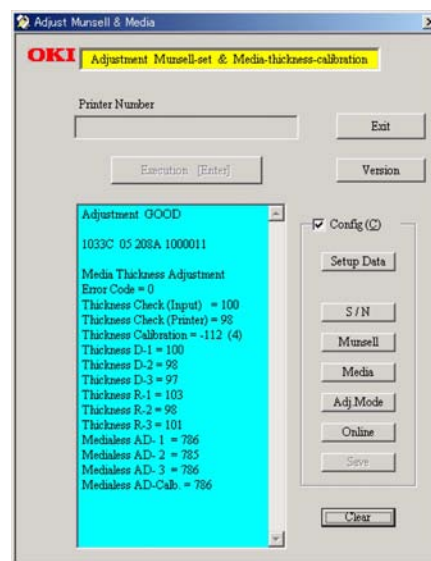 Adjust Munsell & Media
OKI
Adjustment Munsell-set & Media-thickness-calibration
Printer Number
Exit
Execution [Enter]
Version
Adjustment GOOD
1033C 05 208A 1000011
Media Thickness Adjustment
Error Code = 0
Thickness Check (Input) = 100
Thickness Check (Printer) = 98
Thickness Calibration = -112 (4)
Thickness D-1 = 100
Thickness D-2 = 98
Thickness D-3 = 97
Thickness R-1 = 103
Thickness R-2 = 98
Thickness R-3 = 101
Medialess AD- 1 = 786
Medialess AD- 2 = 785
Medialess AD- 3 = 786
Medialess AD-Calb. = 786
Config (C)
Setup Data
S / N
Munsell
Media
Adj.Mode
Online
Save
Clear